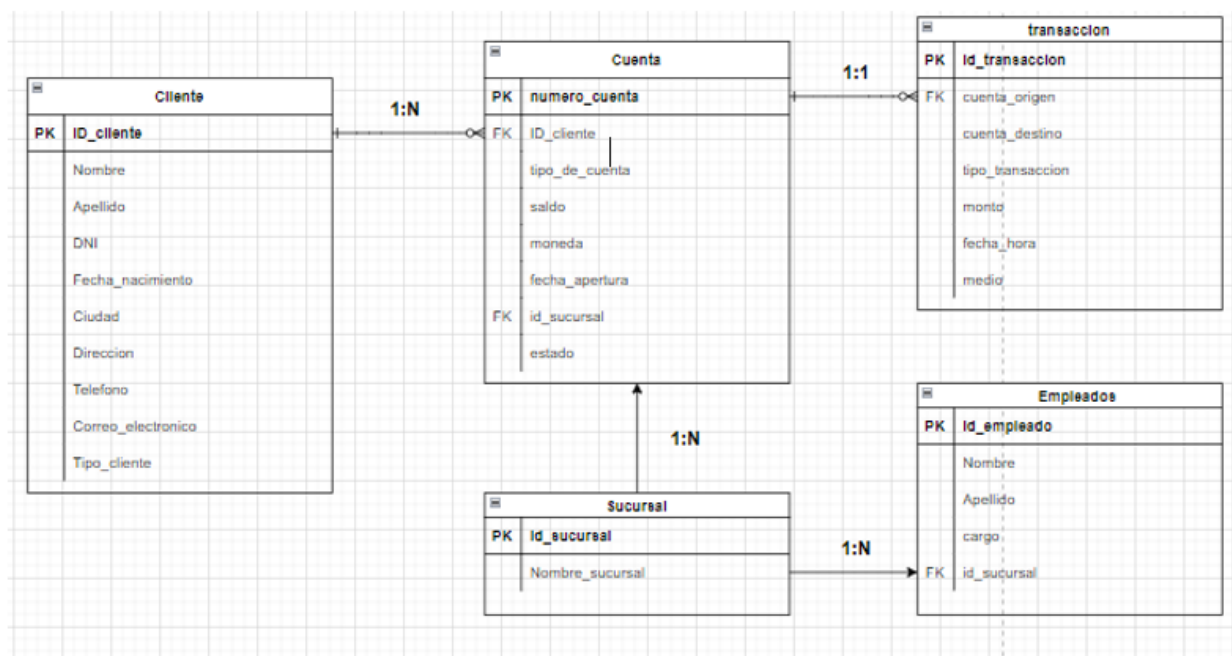 Cliente
PK ID_cliente
Nombre
Apellido
DNI
Fecha_nacimiento
Ciudad
Direccion
Telefono
Correo_electronico
Tipo_cliente
1:N
Cuenta
PK numero_cuenta
FK ID_cliente
tipo_de_cuenta
saldo
moneda
fecha_apertura
FK id_sucursal
estado
1:1
transaccion
PK id_transaccion
FK cuenta_origen
cuenta_destino
tipo_transaccion
monto
fecha_hora
medio
1:N
Sucursal
PK id_sucursal
Nombre_sucursal
1:N
Empleados
PK id_empleado
Nombre
Apellido
cargo
FK id_sucursal